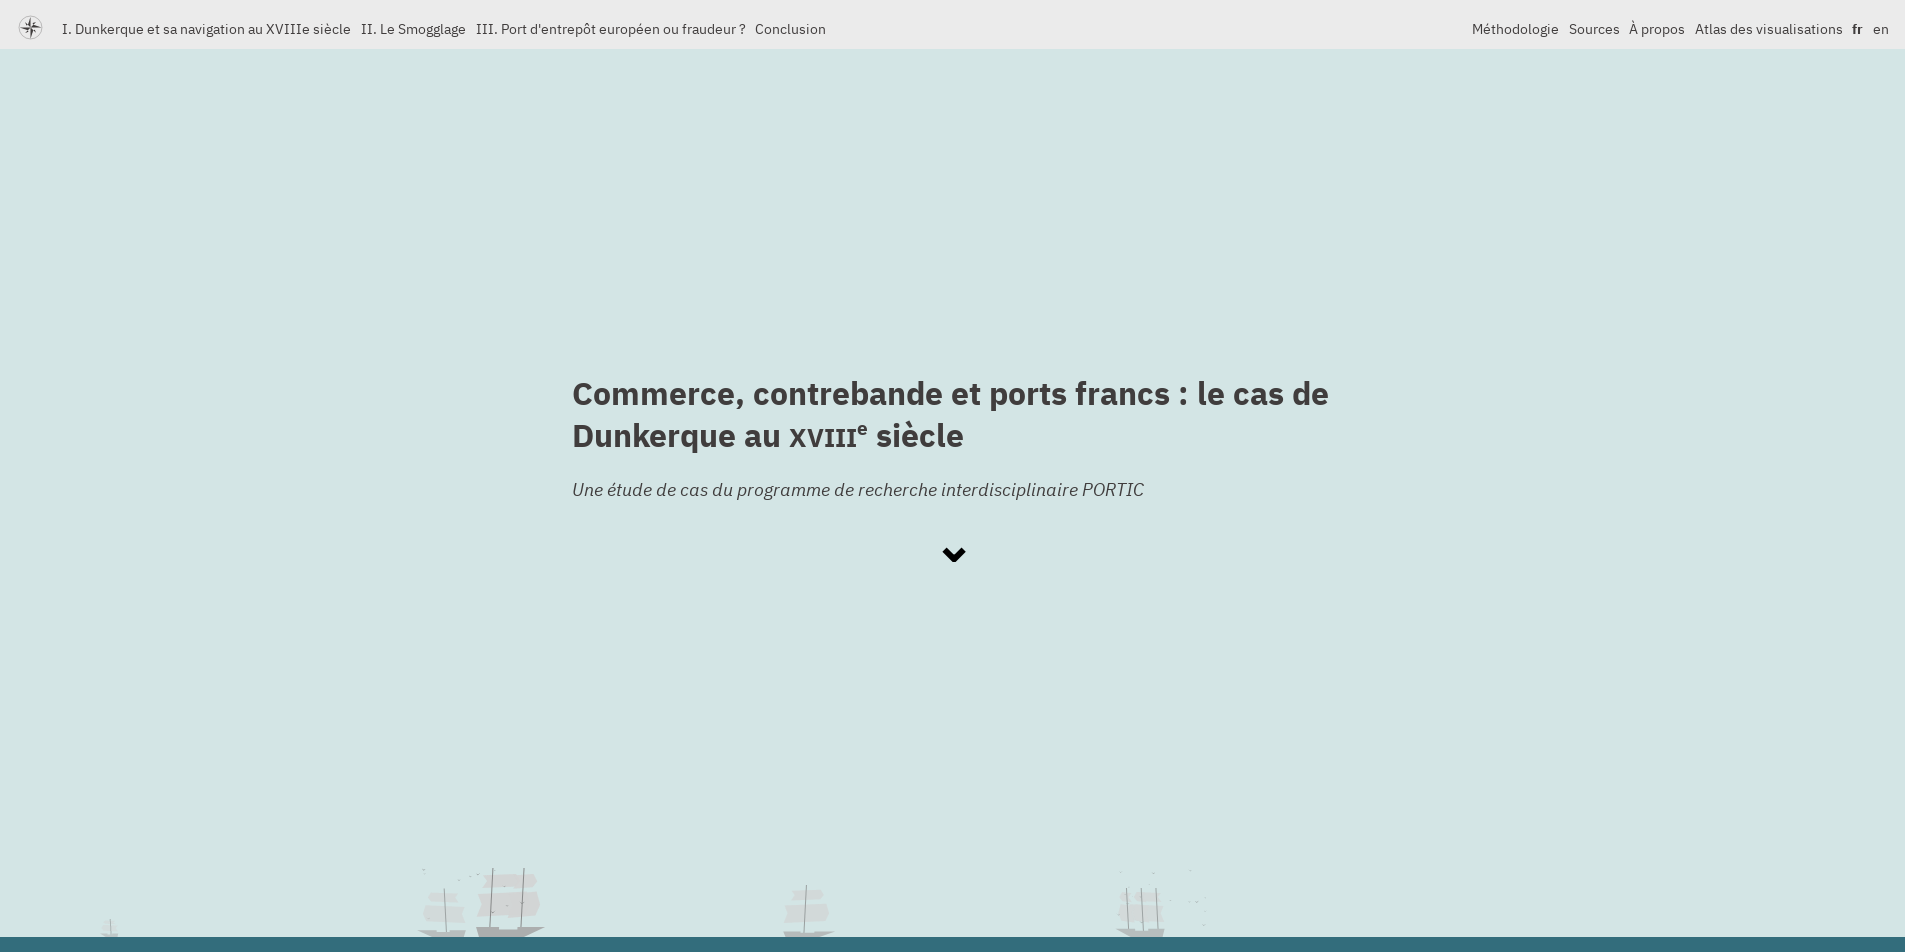 I. Dunkerque et sa navigation au XVIIIe siècle II. Le Smogglage III. Port d'entrepôt européen ou fraudeur ? Conclusion Méthodologie Sources À propos Atlas des visualisations fr en
Commerce, contrebande et ports francs : le cas de
Dunkerque au XVIIIe siècle
Une étude de cas du programme de recherche interdisciplinaire PORTIC